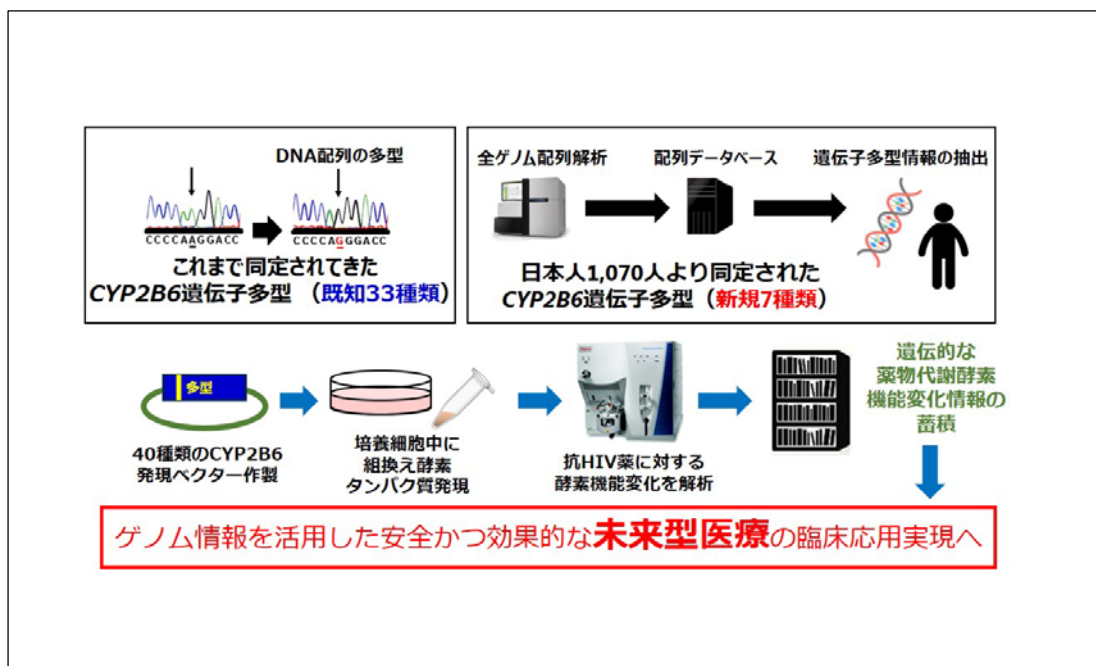 DNA配列の多型
CCCCAAGGACC
CCCCAGGGACC
これまで同定されてきた
CYP2B6遺伝子多型 （既知33種類）
全ゲノム配列解析
配列データベース
遺伝子多型情報の抽出
日本人1,070人より同定された
CYP2B6遺伝子多型（新規7種類）
多型
40種類のCYP2B6
発現ベクター作製
培養細胞中に
組換え酵素
タンパク質発現
抗HIV薬に対する
酵素機能変化を解析
遺伝的な
薬物代謝酵素
機能変化情報の
蓄積
ゲノム情報を活用した安全かつ効果的な未来型医療の臨床応用実現へ